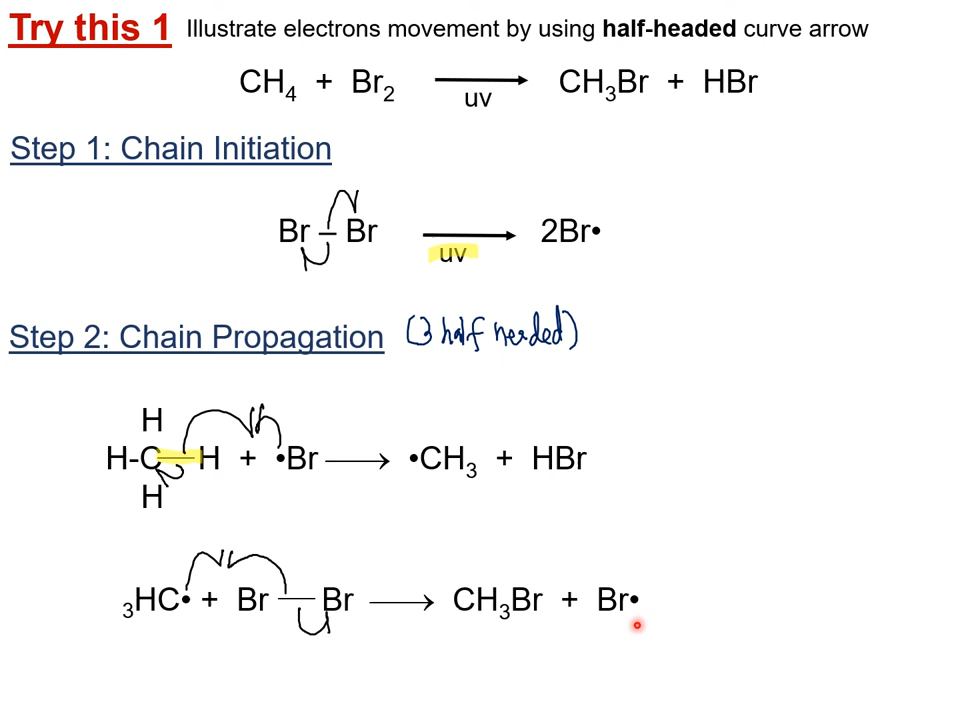 Try this 1 Illustrate electrons movement by using half-headed curve arrow
CH₄ + Br₂ ⟶ CH₃Br + HBr
uv
Step 1: Chain Initiation
Br – Br ⟶ 2Br•
uv
Step 2: Chain Propagation (3 half needed)
H
H-C—H + •Br ⟶ •CH₃ + HBr
H
₃HC• + Br — Br ⟶ CH₃Br + Br•